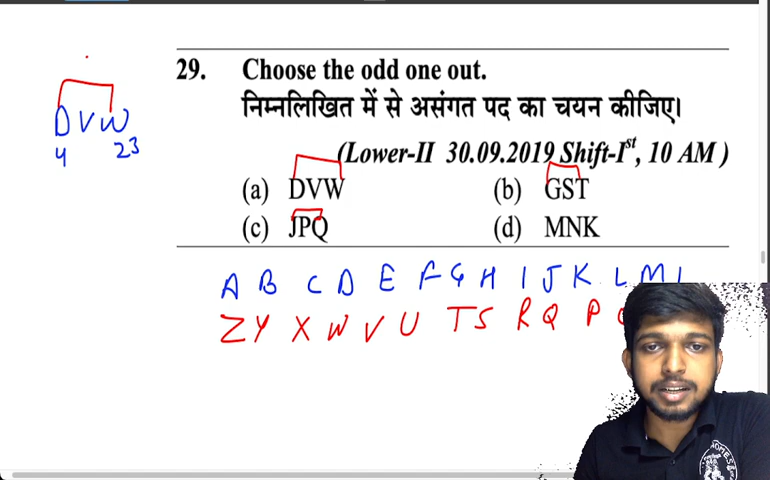 29. Choose the odd one out.
निम्नलिखित में से असंगत पद का चयन कीजिए।
(Lower-II 30.09.2019 Shift-Ist, 10 AM )
(a) DVW (b) GST
(c) JPQ (d) MNK
DVW
4 23
A B C D E F G H I J K L M
Z Y X W V U T S R Q P